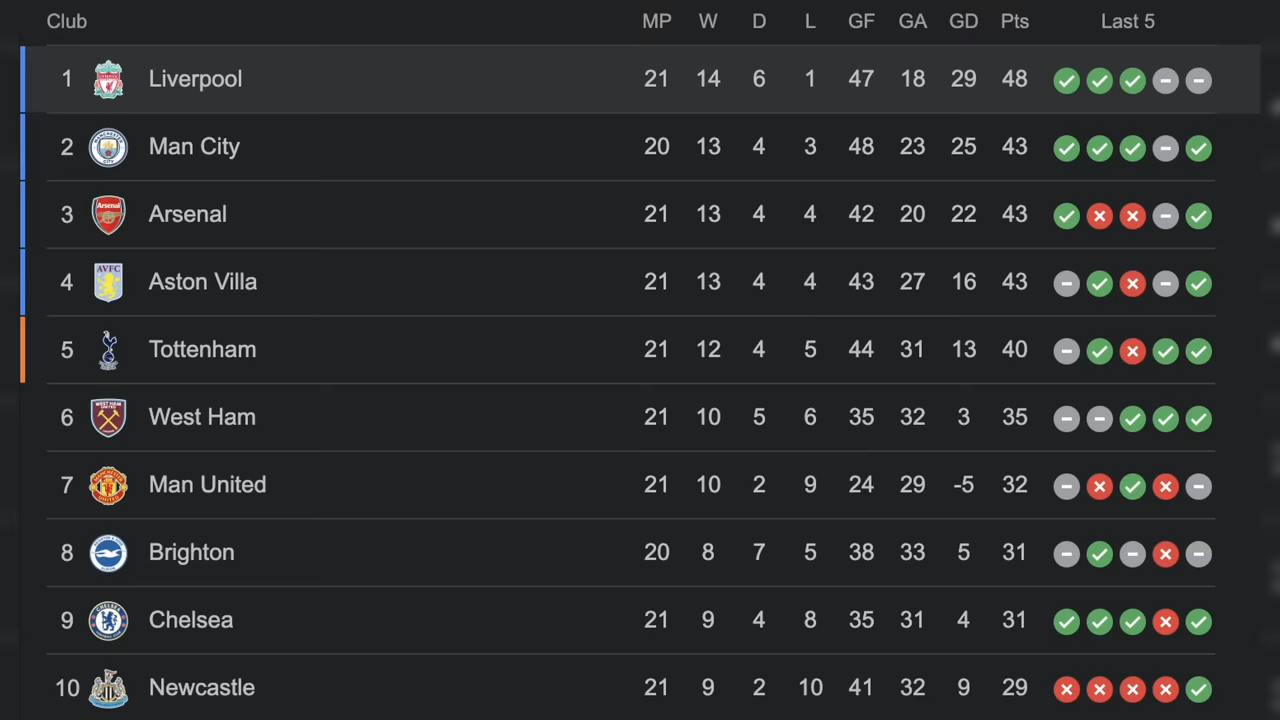 Club MP W D L GF GA GD Pts Last 5
1 Liverpool 21 14 6 1 47 18 29 48
2 Man City 20 13 4 3 48 23 25 43
3 Arsenal 21 13 4 4 42 20 22 43
4 AVFC Aston Villa 21 13 4 4 43 27 16 43
5 Tottenham 21 12 4 5 44 31 13 40
6 West Ham 21 10 5 6 35 32 3 35
7 Man United 21 10 2 9 24 29 -5 32
8 Brighton 20 8 7 5 38 33 5 31
9 Chelsea 21 9 4 8 35 31 4 31
10 Newcastle 21 9 2 10 41 32 9 29